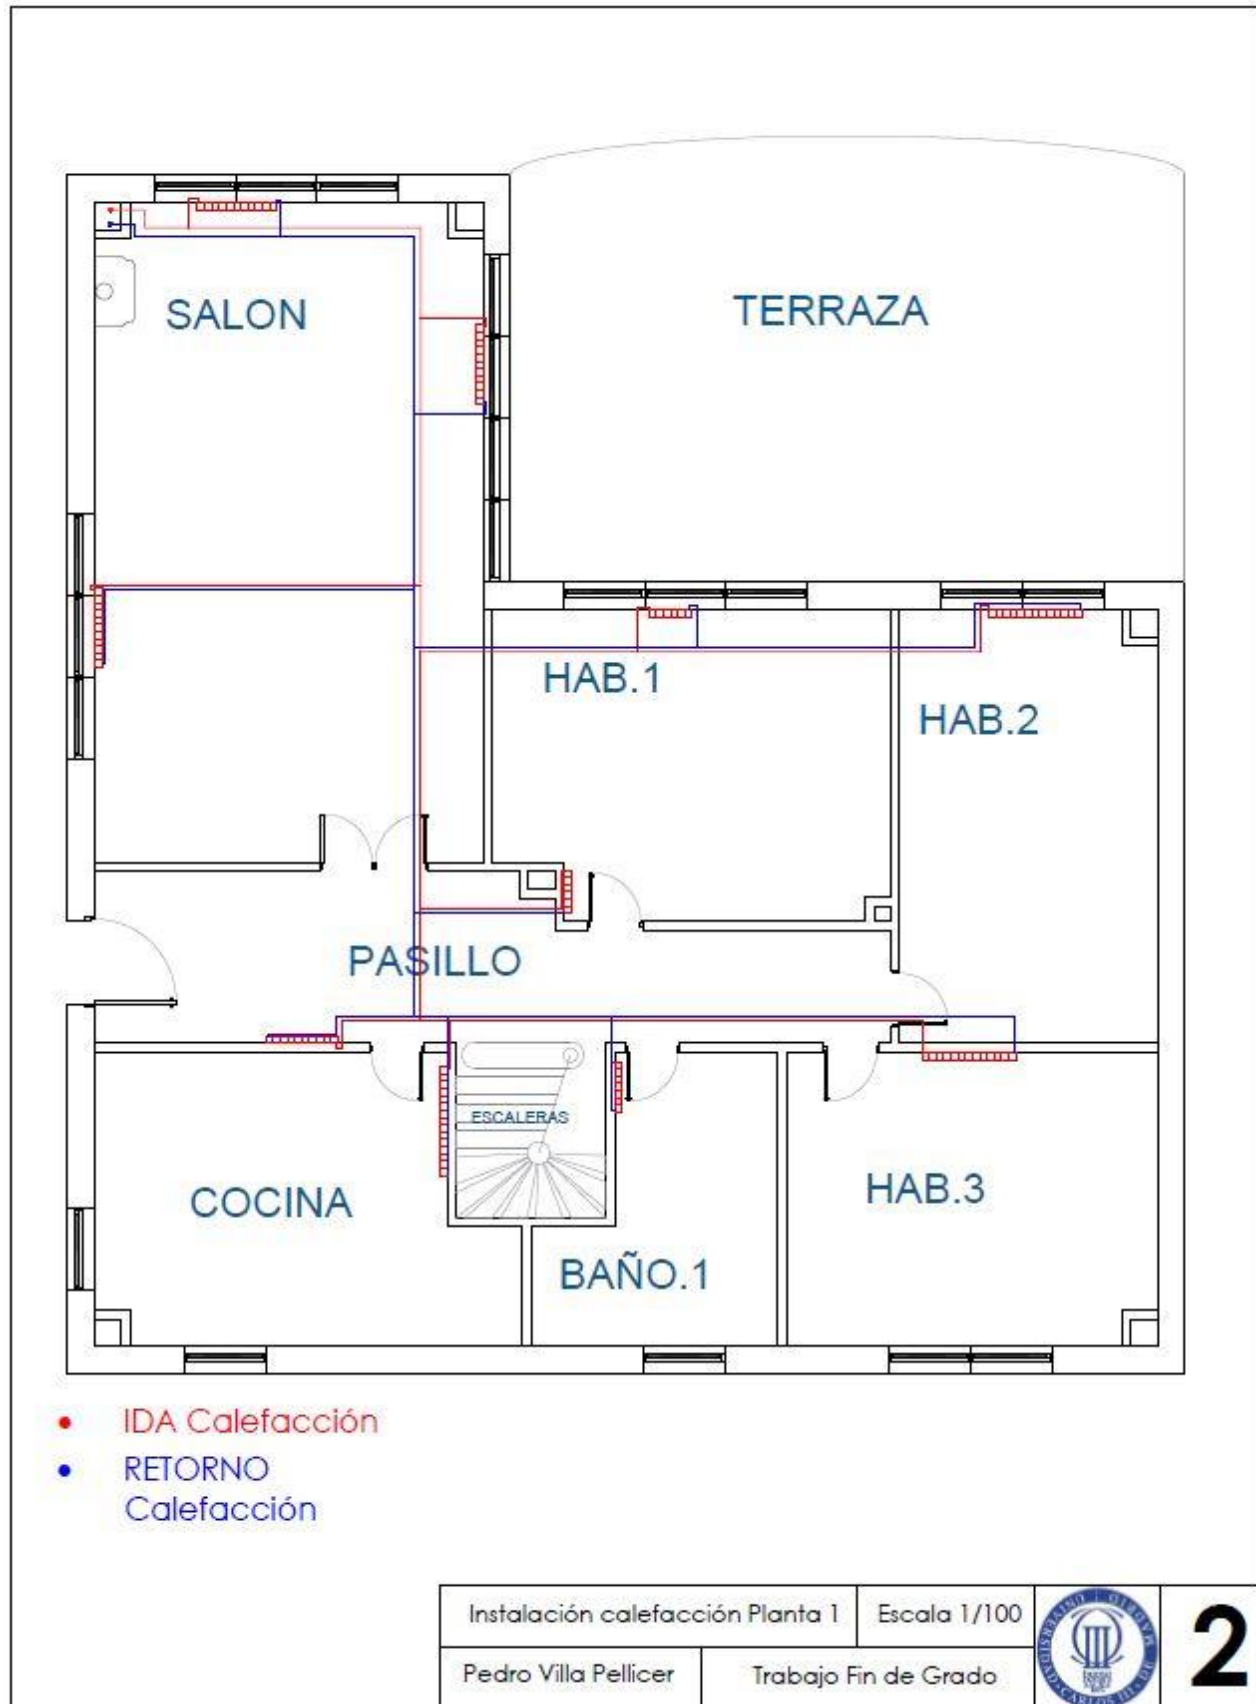 SALON
TERRAZA
HAB.1
HAB.2
PASILLO
ESCALERAS
COCINA
HAB.3
BAÑO.1
• IDA Calefacción
• RETORNO
Calefacción
Instalación calefacción Planta 1
Escala 1/100
2
Pedro Villa Pellicer
Trabajo Fin de Grado